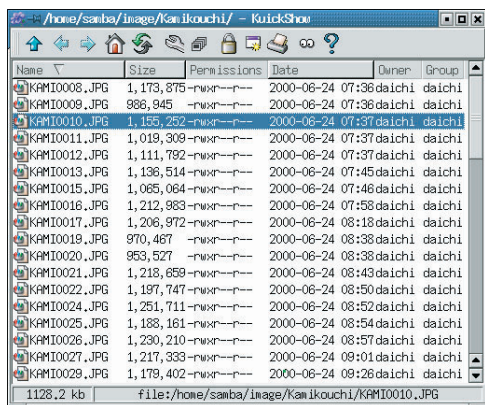 /home/samba/image/Kamikouchi/ - KuickShow
Name Size Permissions Date Owner Group
KAMI0008.JPG 1,173,875 -rwxr--r-- 2000-06-24 07:36 daichi daichi
KAMI0009.JPG 986,945 -rwxr--r-- 2000-06-24 07:36 daichi daichi
KAMI0010.JPG 1,155,252 -rwxr--r-- 2000-06-24 07:37 daichi daichi
KAMI0011.JPG 1,019,309 -rwxr--r-- 2000-06-24 07:37 daichi daichi
KAMI0012.JPG 1,111,792 -rwxr--r-- 2000-06-24 07:37 daichi daichi
KAMI0013.JPG 1,136,514 -rwxr--r-- 2000-06-24 07:45 daichi daichi
KAMI0015.JPG 1,065,064 -rwxr--r-- 2000-06-24 07:46 daichi daichi
KAMI0016.JPG 1,212,983 -rwxr--r-- 2000-06-24 07:58 daichi daichi
KAMI0017.JPG 1,206,972 -rwxr--r-- 2000-06-24 08:18 daichi daichi
KAMI0019.JPG 970,467 -rwxr--r-- 2000-06-24 08:38 daichi daichi
KAMI0020.JPG 953,527 -rwxr--r-- 2000-06-24 08:38 daichi daichi
KAMI0021.JPG 1,218,659 -rwxr--r-- 2000-06-24 08:43 daichi daichi
KAMI0022.JPG 1,197,747 -rwxr--r-- 2000-06-24 08:50 daichi daichi
KAMI0024.JPG 1,251,711 -rwxr--r-- 2000-06-24 08:52 daichi daichi
KAMI0025.JPG 1,188,161 -rwxr--r-- 2000-06-24 08:54 daichi daichi
KAMI0026.JPG 1,230,210 -rwxr--r-- 2000-06-24 08:57 daichi daichi
KAMI0027.JPG 1,217,333 -rwxr--r-- 2000-06-24 09:01 daichi daichi
KAMI0029.JPG 1,179,402 -rwxr--r-- 2000-06-24 09:26 daichi daichi
1128.2 kb file:/home/samba/image/Kamikouchi/KAMI0010.JPG